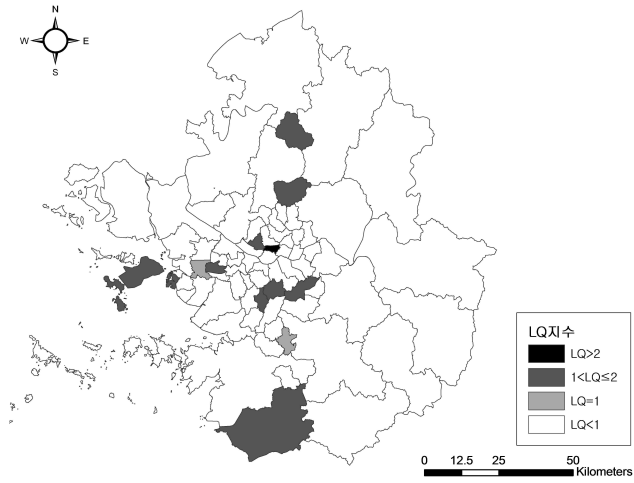 N
W E
S
LQ지수
LQ>2
1<LQ≤2
LQ=1
LQ<1
0 12.5 25 50
Kilometers